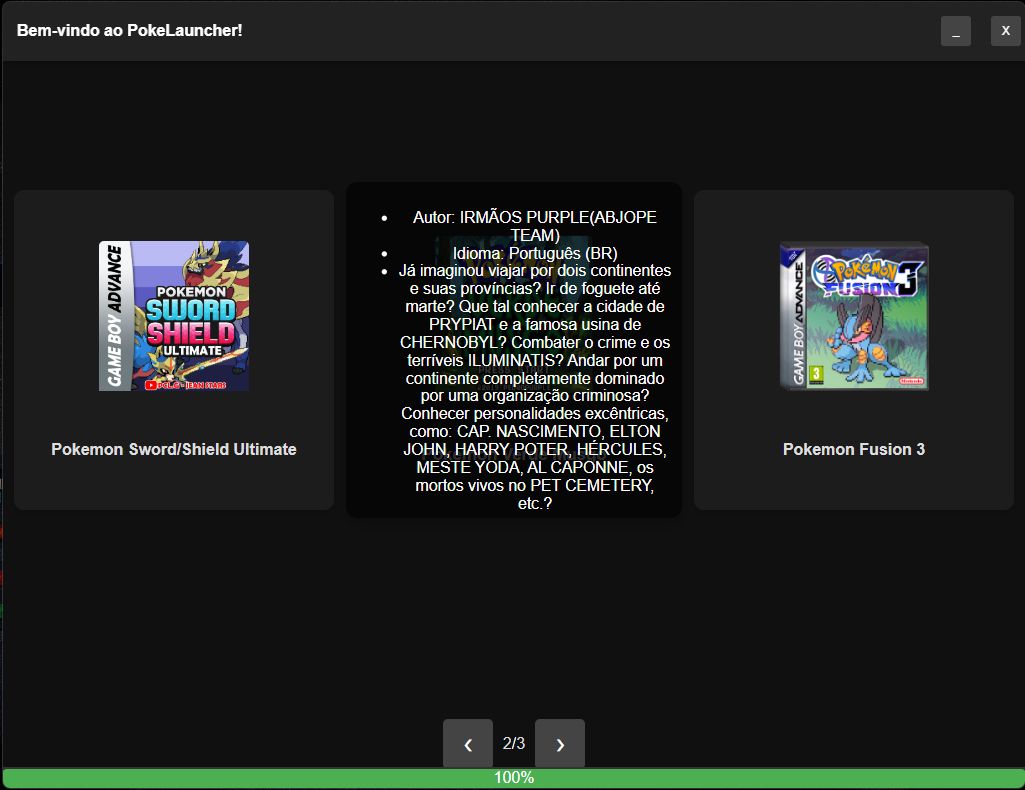 Bem-vindo ao PokeLauncher!
_
X
GAME BOY ADVANCE
POKEMON
SWORD
SHIELD
ULTIMATE
Pokemon Sword/Shield Ultimate
• Autor: IRMÃOS PURPLE(ABJOPE
TEAM)
• Idioma: Português (BR)
• Já imaginou viajar por dois continentes
e suas províncias? Ir de foguete até
marte? Que tal conhecer a cidade de
PRYPIAT e a famosa usina de
CHERNOBYL? Combater o crime e os
terríveis ILUMINATIS? Andar por um
continente completamente dominado
por uma organização criminosa?
Conhecer personalidades excêntricas,
como: CAP. NASCIMENTO, ELTON
JOHN, HARRY POTER, HÉRCULES,
MESTE YODA, AL CAPONNE, os
mortos vivos no PET CEMETERY,
etc.?
GAME BOY ADVANCE
POKéMON
FUSION 3
3
Nintendo
Pokemon Fusion 3
‹ 2/3 ›
100%